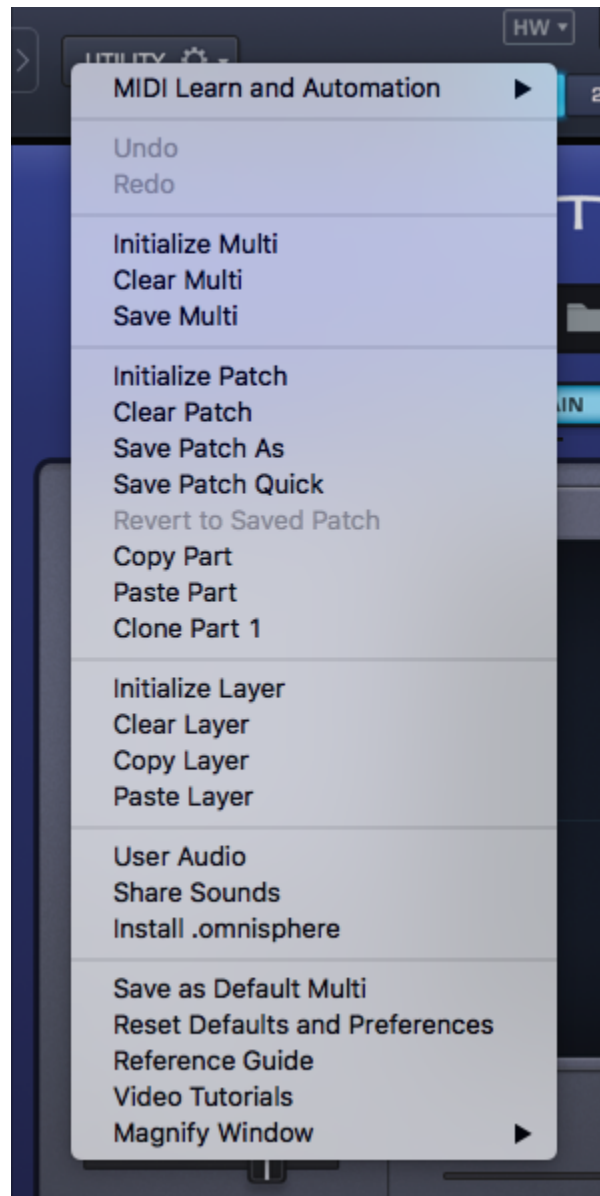 HW
UTILITY
MIDI Learn and Automation
2
Undo
Redo
Initialize Multi
Clear Multi
Save Multi
Initialize Patch
Clear Patch
Save Patch As
Save Patch Quick
Revert to Saved Patch
Copy Part
Paste Part
Clone Part 1
Initialize Layer
Clear Layer
Copy Layer
Paste Layer
User Audio
Share Sounds
Install .omnisphere
Save as Default Multi
Reset Defaults and Preferences
Reference Guide
Video Tutorials
Magnify Window